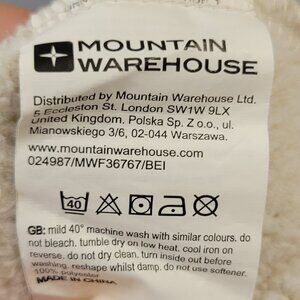 MOUNTAIN
WAREHOUSE
Distributed by Mountain Warehouse Ltd.
5 Eccleston St. London SW1W 9LX
United Kingdom. Polska Sp. Z o.o., ul.
Mianowskiego 3/6, 02-044 Warszawa.
www.mountainwarehouse.com
024987/MWF36767/BEI
40
GB: mild 40° machine wash with similar colours. do
not bleach. tumble dry on low heat. cool iron on
reverse. do not dry clean. turn inside out before
washing. reshape whilst damp. do not use softener.
100% polyester
MADE IN CHINA